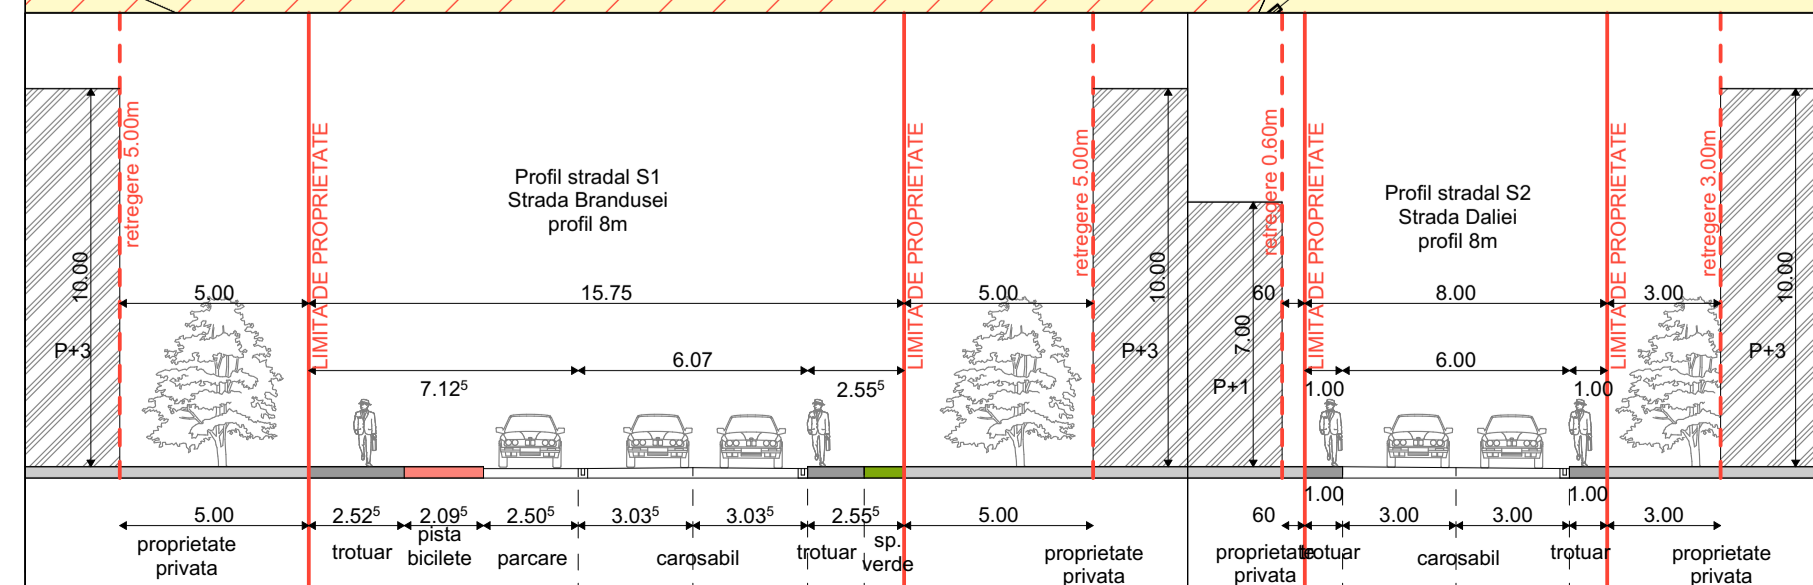 retregere 5.00m
LIMITA DE PROPRIETATE
Profil stradal S1
Strada Brandusei
profil 8m
LIMITA DE PROPRIETATE
retregere 5.00m
retregere 0.60m
LIMITA DE PROPRIETATE
Profil stradal S2
Strada Daliei
profil 8m
LIMITA DE PROPRIETATE
retregere 3.00m
10.00
P+3
5.00
15.75
5.00
10.00
P+3
7.00
P+1
60
8.00
3.00
10.00
P+3
7.12⁵
6.07
2.55⁵
1.00
6.00
1.00
1.00
1.00
5.00
2.52⁵
2.09⁵
2.50⁵
3.03⁵
3.03⁵
2.55⁵
5.00
60
3.00
3.00
3.00
proprietate
privata
trotuar
pista
bicilete
parcare
carosabil
trotuar
sp.
verde
proprietate
privata
proprietate
privata
trotuar
carosabil
trotuar
proprietate
privata